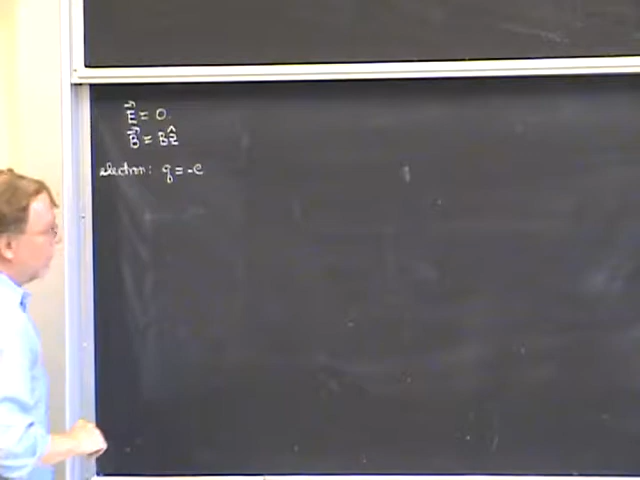 E⃗ = 0.
B⃗ = Bẑ
electron: q = -e